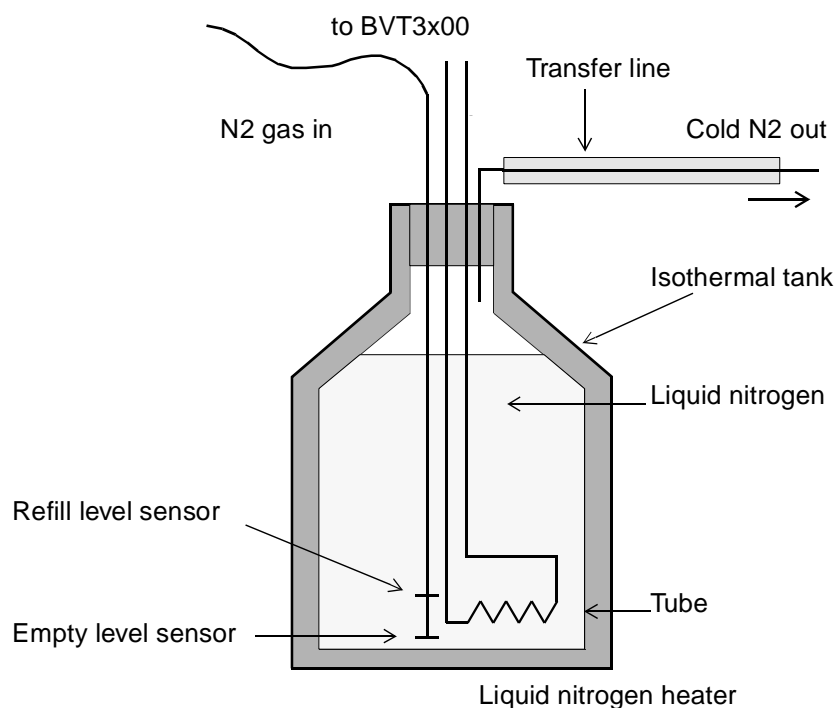 to BVT3x00
Transfer line
N2 gas in
Cold N2 out
Isothermal tank
Liquid nitrogen
Refill level sensor
Tube
Empty level sensor
Liquid nitrogen heater